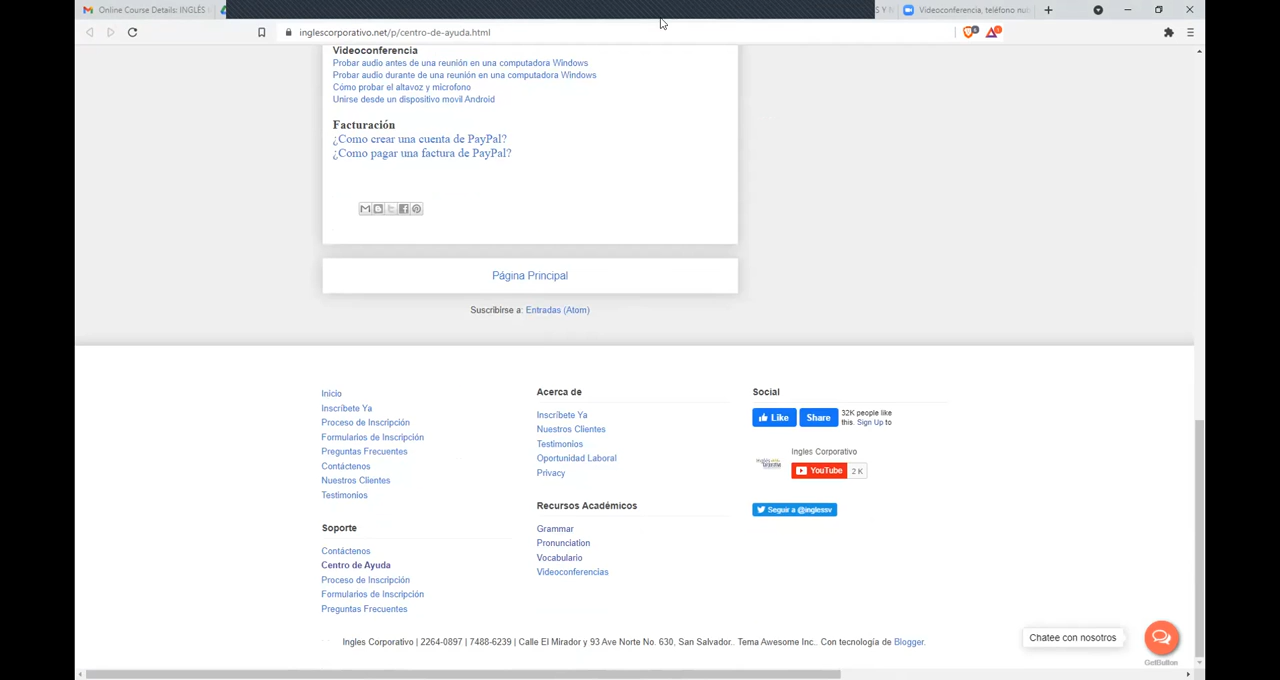 Online Course Details: INGLÉS
S Y N
Videoconferencia, teléfono nu
inglescorporativo.net/p/centro-de-ayuda.html
Videoconferencia
Probar audio antes de una reunión en una computadora Windows
Probar audio durante de una reunión en una computadora Windows
Cómo probar el altavoz y microfono
Unirse desde un dispositivo movil Android
Facturación
¿Como crear una cuenta de PayPal?
¿Como pagar una factura de PayPal?
Página Principal
Suscribirse a: Entradas (Atom)
Inicio
Inscríbete Ya
Proceso de Inscripción
Formularios de Inscripción
Preguntas Frecuentes
Contáctenos
Nuestros Clientes
Testimonios
Soporte
Contáctenos
Centro de Ayuda
Proceso de Inscripción
Formularios de Inscripción
Preguntas Frecuentes
Acerca de
Inscríbete Ya
Nuestros Clientes
Testimonios
Oportunidad Laboral
Privacy
Recursos Académicos
Grammar
Pronunciation
Vocabulario
Videoconferencias
Social
Like Share 32K people like
this. Sign Up to
Ingles Corporativo
YouTube 2 K
Seguir a @inglessv
Ingles Corporativo | 2264-0897 | 7488-6239 | Calle El Mirador y 93 Ave Norte No. 630, San Salvador.. Tema Awesome Inc.. Con tecnología de Blogger.
Chatee con nosotros
GetButton